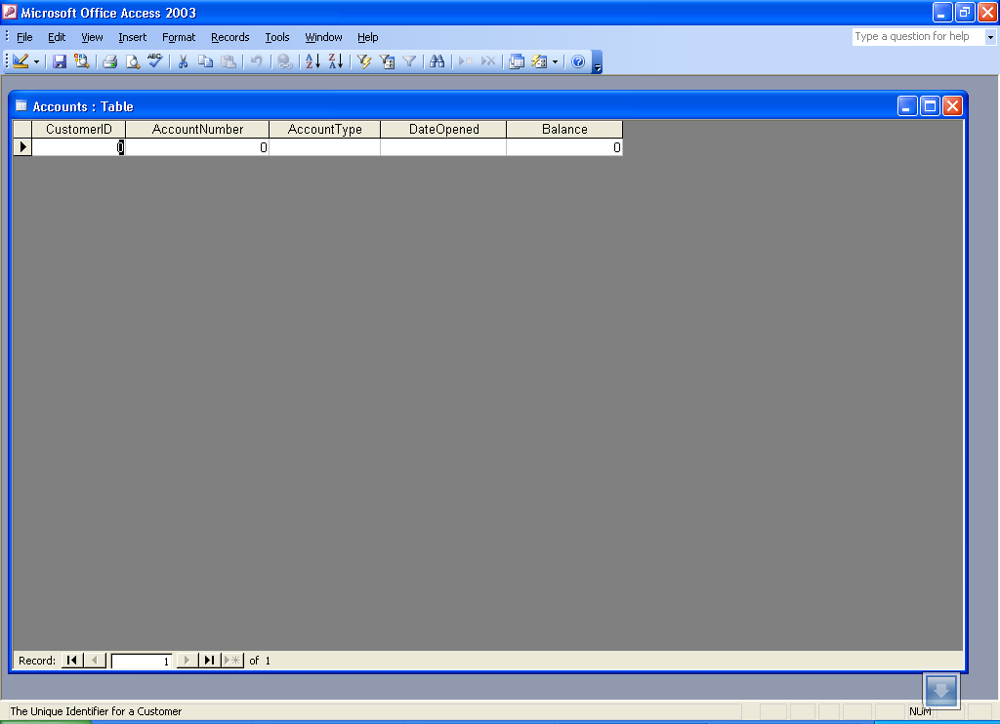 Microsoft Office Access 2003
File Edit View Insert Format Records Tools Window Help Type a question for help
Accounts : Table
CustomerID AccountNumber AccountType DateOpened Balance
0 0 0
Record: 1 of 1
The Unique Identifier for a Customer NUM